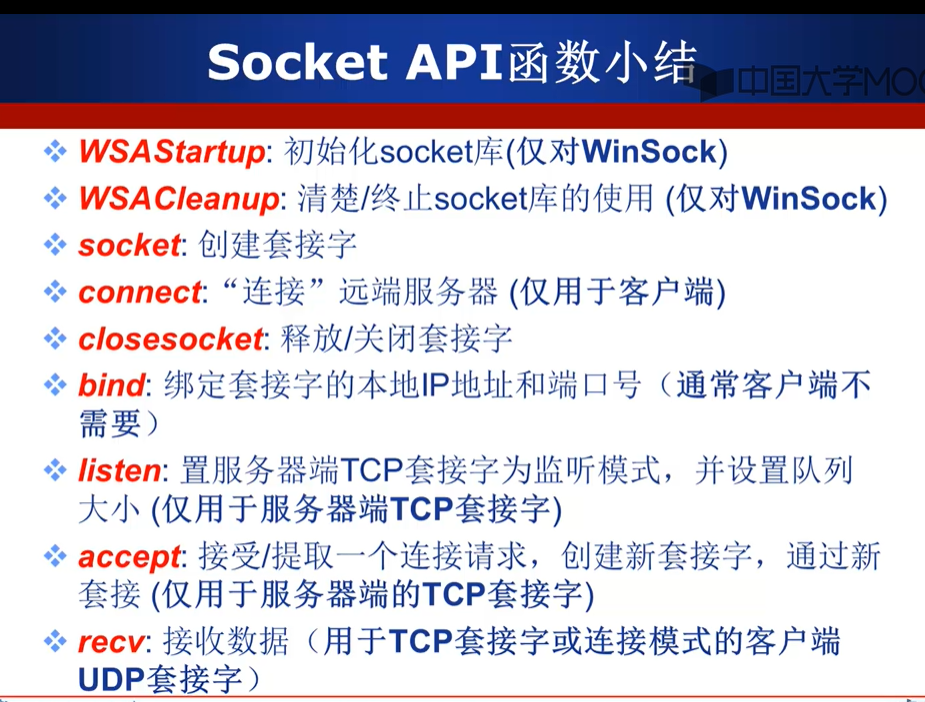 Socket API函数小结
中国大学MOO
WSAStartup: 初始化socket库(仅对WinSock)
WSACleanup: 清楚/终止socket库的使用 (仅对WinSock)
socket: 创建套接字
connect:“连接”远端服务器 (仅用于客户端)
closesocket: 释放/关闭套接字
bind: 绑定套接字的本地IP地址和端口号（通常客户端不
需要）
listen: 置服务器端TCP套接字为监听模式，并设置队列
大小 (仅用于服务器端TCP套接字)
accept: 接受/提取一个连接请求，创建新套接字，通过新
套接 (仅用于服务器端的TCP套接字)
recv: 接收数据（用于TCP套接字或连接模式的客户端
UDP套接字）